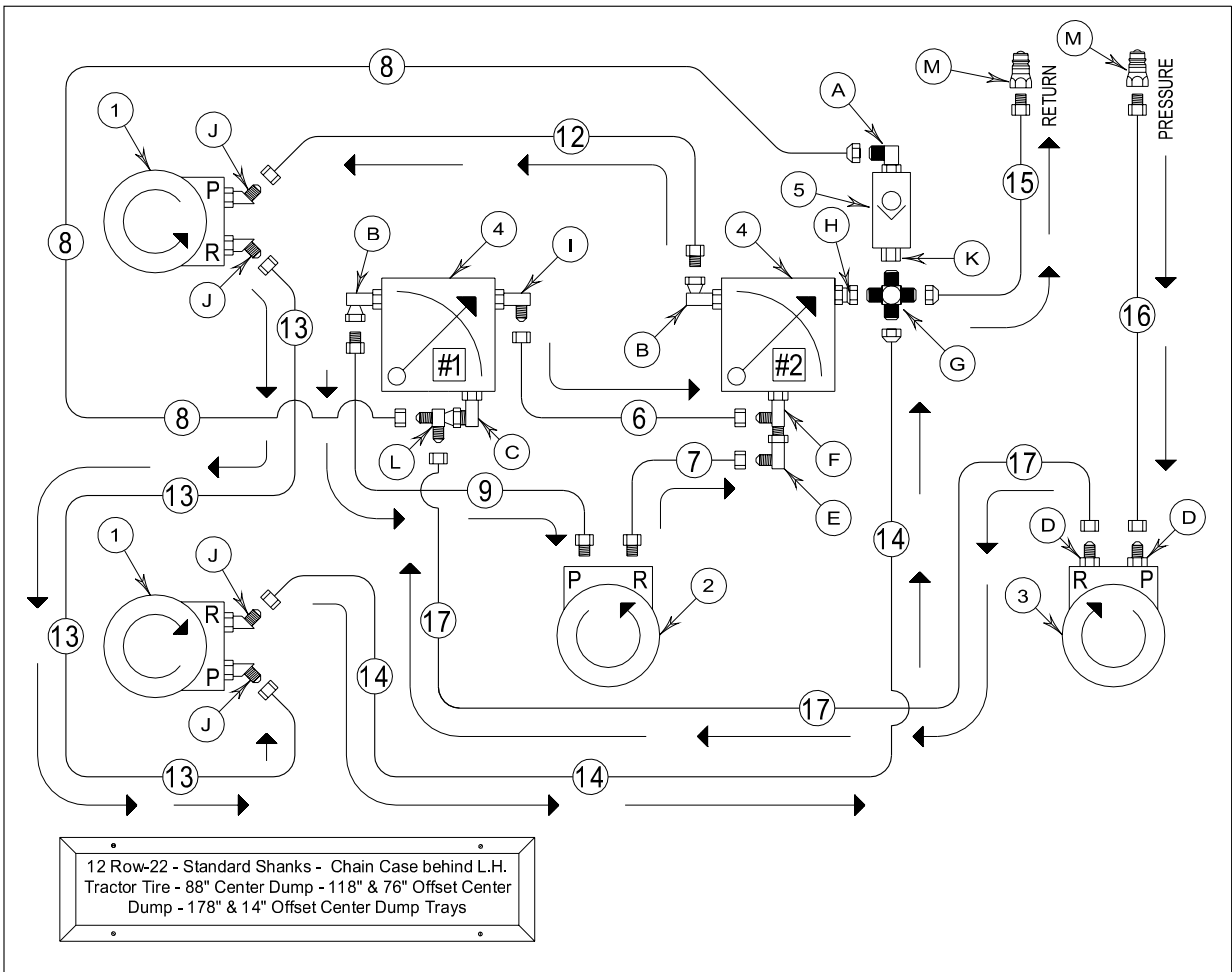 8
M
M
RETURN
PRESSURE
1
J
12
A
P
15
5
R
8
B
4
I
4
H
K
J
13
B
16
#1
#2
G
8
6
L
C
F
17
7
13
9
E
1
J
14
D
D
P
R
R
P
2
3
R
13
17
P
14
J
17
13
14
12 Row-22 - Standard Shanks - Chain Case behind L.H.
Tractor Tire - 88" Center Dump - 118" & 76" Offset Center
Dump - 178" & 14" Offset Center Dump Trays